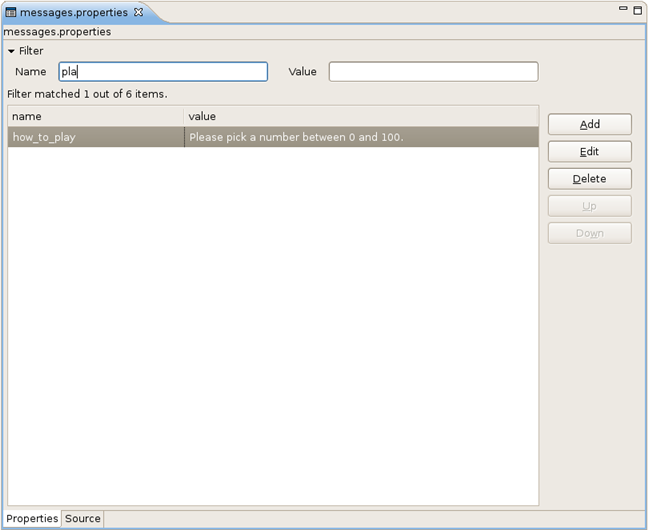 messages.properties
messages.properties
Filter
Name pla Value
Filter matched 1 out of 6 items.
name value
how_to_play Please pick a number between 0 and 100.
Add
Edit
Delete
Up
Down
Properties Source